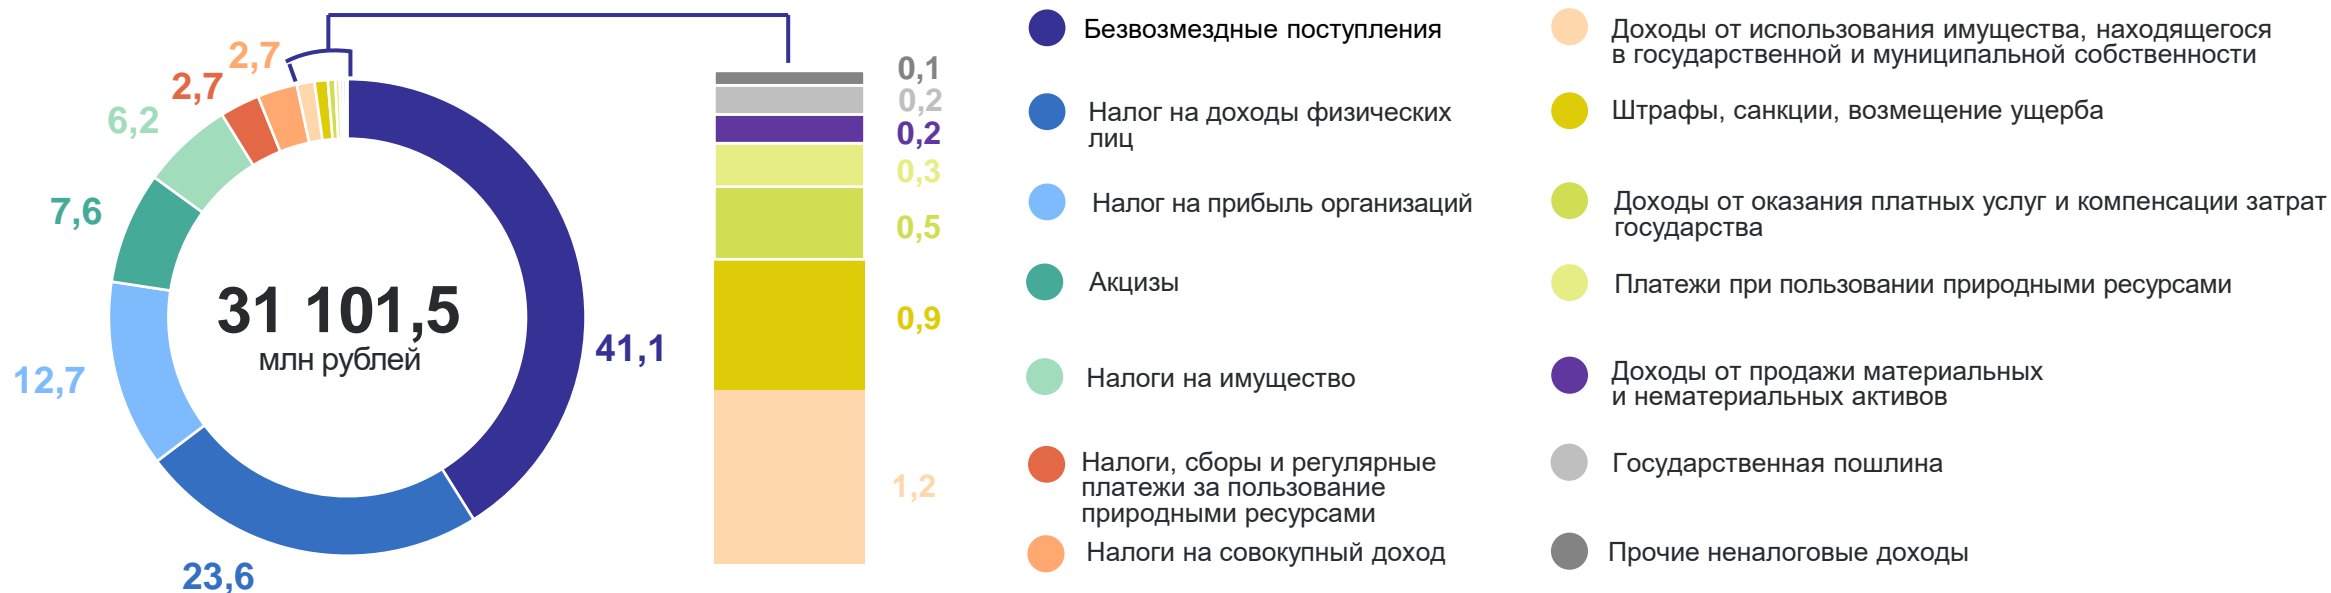 2,7
2,7
6,2
7,6
12,7
23,6
41,1
31 101,5
млн рублей
0,1
0,2
0,2
0,3
0,5
0,9
1,2
Безвозмездные поступления
Налог на доходы физических
лиц
Налог на прибыль организаций
Акцизы
Налоги на имущество
Налоги, сборы и регулярные
платежи за пользование
природными ресурсами
Налоги на совокупный доход
Доходы от использования имущества, находящегося
в государственной и муниципальной собственности
Штрафы, санкции, возмещение ущерба
Доходы от оказания платных услуг и компенсации затрат
государства
Платежи при пользовании природными ресурсами
Доходы от продажи материальных
и нематериальных активов
Государственная пошлина
Прочие неналоговые доходы